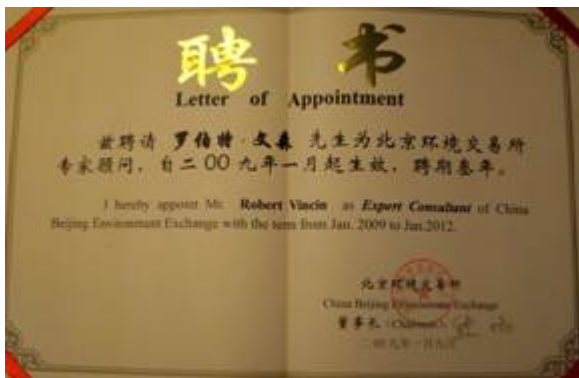 聘书
Letter of Appointment
兹聘请 罗伯特·文森 先生为北京环境交易所
专家顾问，自二00九年一月起生效，聘期叁年。
I hereby appoint Mr. Robert Vincin as Expert Consultant of China
Beijing Environment Exchange with the term from Jan. 2009 to Jan.2012.
北京环境交易所
China Beijing Environment Exchange
董事长（Chairman）